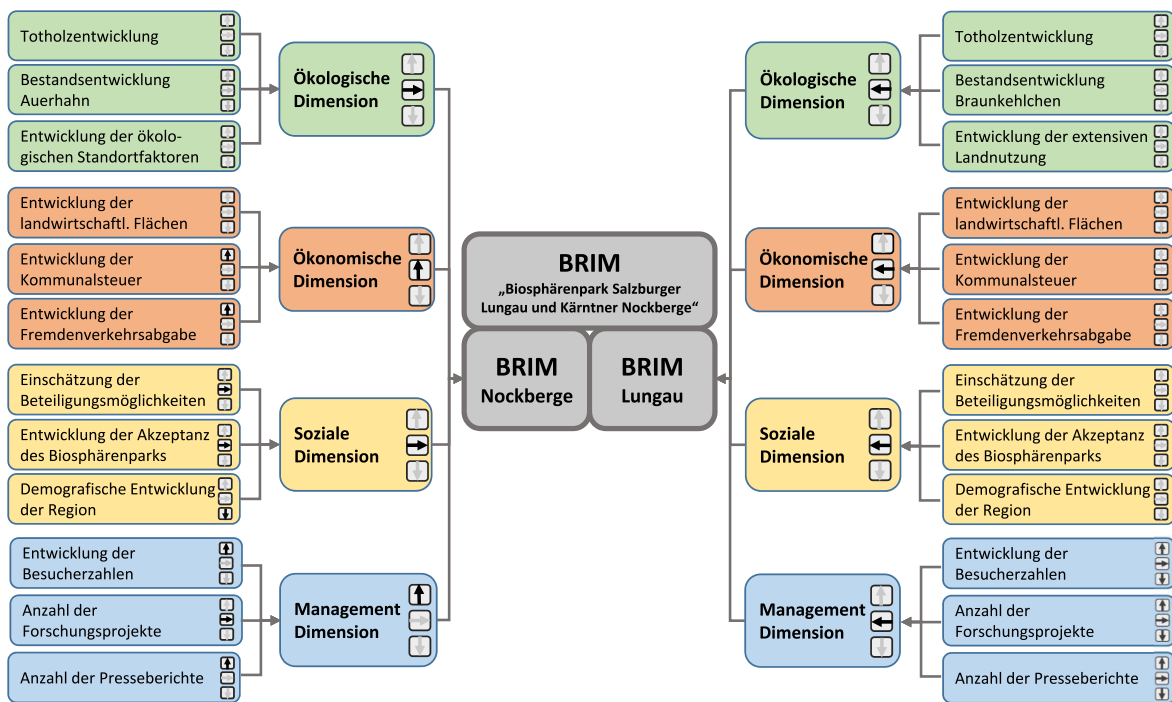 Totholzentwicklung
Bestandsentwicklung
Auerhahn
Entwicklung der ökolo-
gischen Standortfaktoren
Ökologische
Dimension
Entwicklung der
landwirtschaftl. Flächen
Entwicklung der
Kommunalsteuer
Entwicklung der
Fremdenverkehrsabgabe
Ökonomische
Dimension
Einschätzung der
Beteiligungsmöglichkeiten
Entwicklung der Akzeptanz
des Biosphärenparks
Demografische Entwicklung
der Region
Soziale
Dimension
Entwicklung der
Besucherzahlen
Anzahl der
Forschungsprojekte
Anzahl der Presseberichte
Management
Dimension
BRIM
„Biosphärenpark Salzburger
Lungau und Kärntner Nockberge“
BRIM
Nockberge
BRIM
Lungau
Ökologische
Dimension
Totholzentwicklung
Bestandsentwicklung
Braunkehlchen
Entwicklung der extensiven
Landnutzung
Ökonomische
Dimension
Entwicklung der
landwirtschaftl. Flächen
Entwicklung der
Kommunalsteuer
Entwicklung der
Fremdenverkehrsabgabe
Soziale
Dimension
Einschätzung der
Beteiligungsmöglichkeiten
Entwicklung der Akzeptanz
des Biosphärenparks
Demografische Entwicklung
der Region
Management
Dimension
Entwicklung der
Besucherzahlen
Anzahl der
Forschungsprojekte
Anzahl der Presseberichte